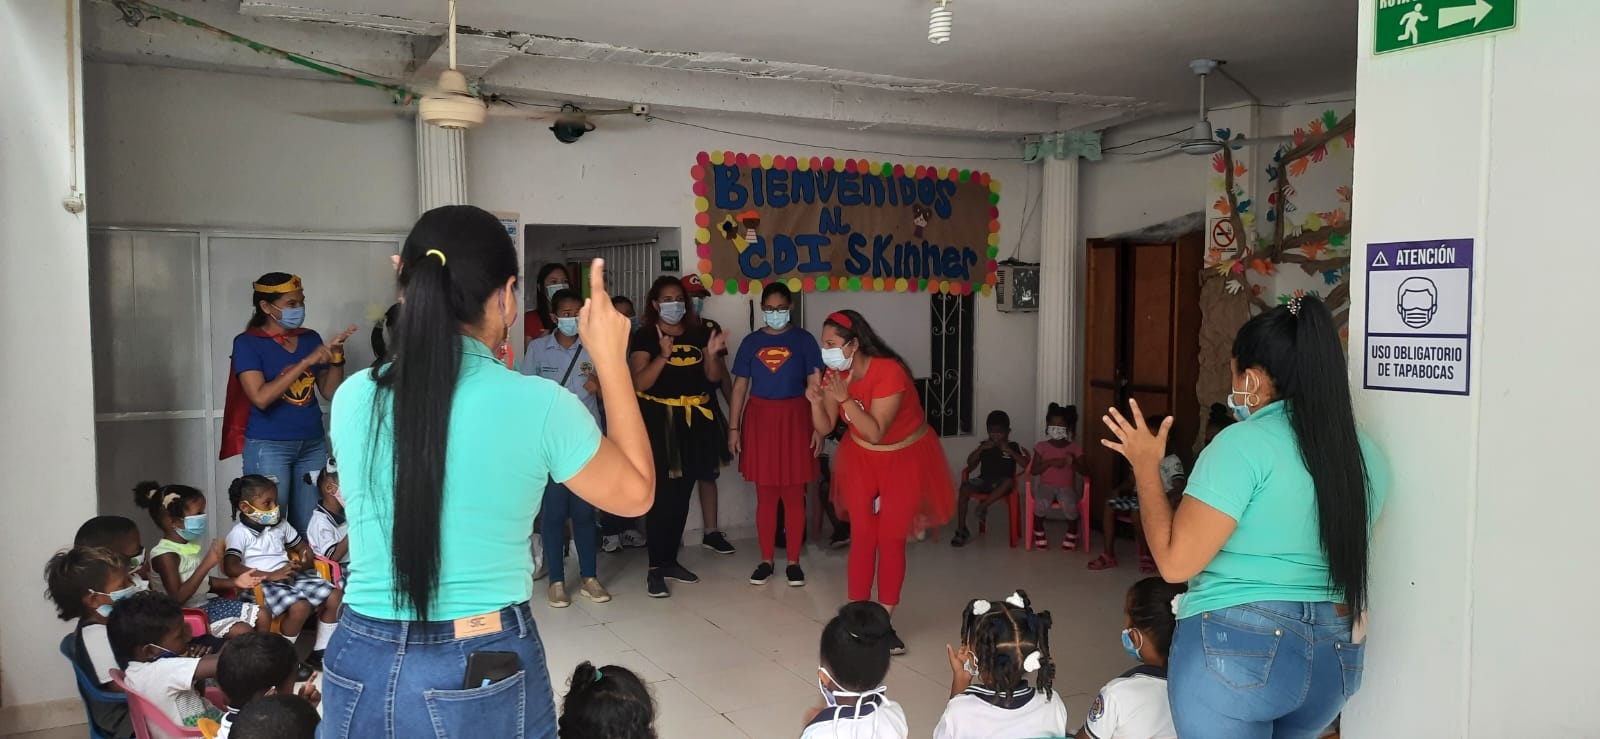 BIENVENIDOS
AL
CDI SKinner
ATENCIÓN
USO OBLIGATORIO
DE TAPABOCAS